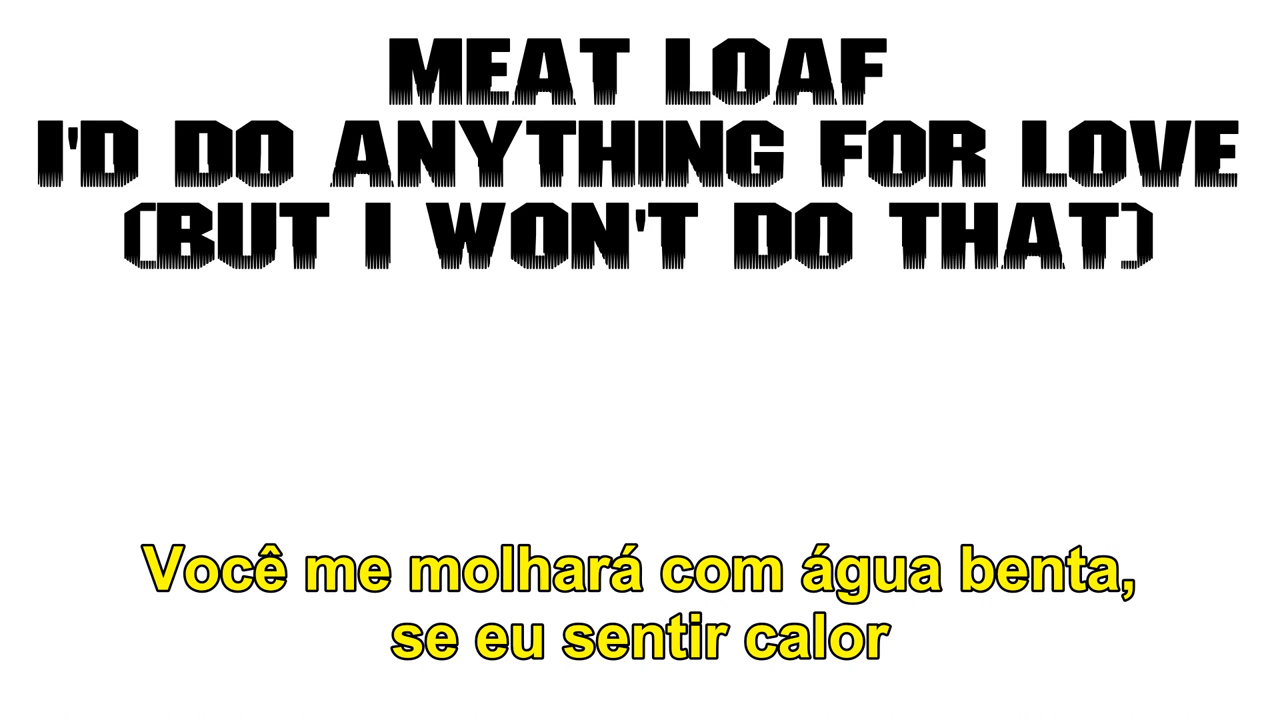 MEAT LOAF
I'D DO ANYTHING FOR LOVE
(BUT I WON'T DO THAT)
Você me molhará com água benta,
se eu sentir calor